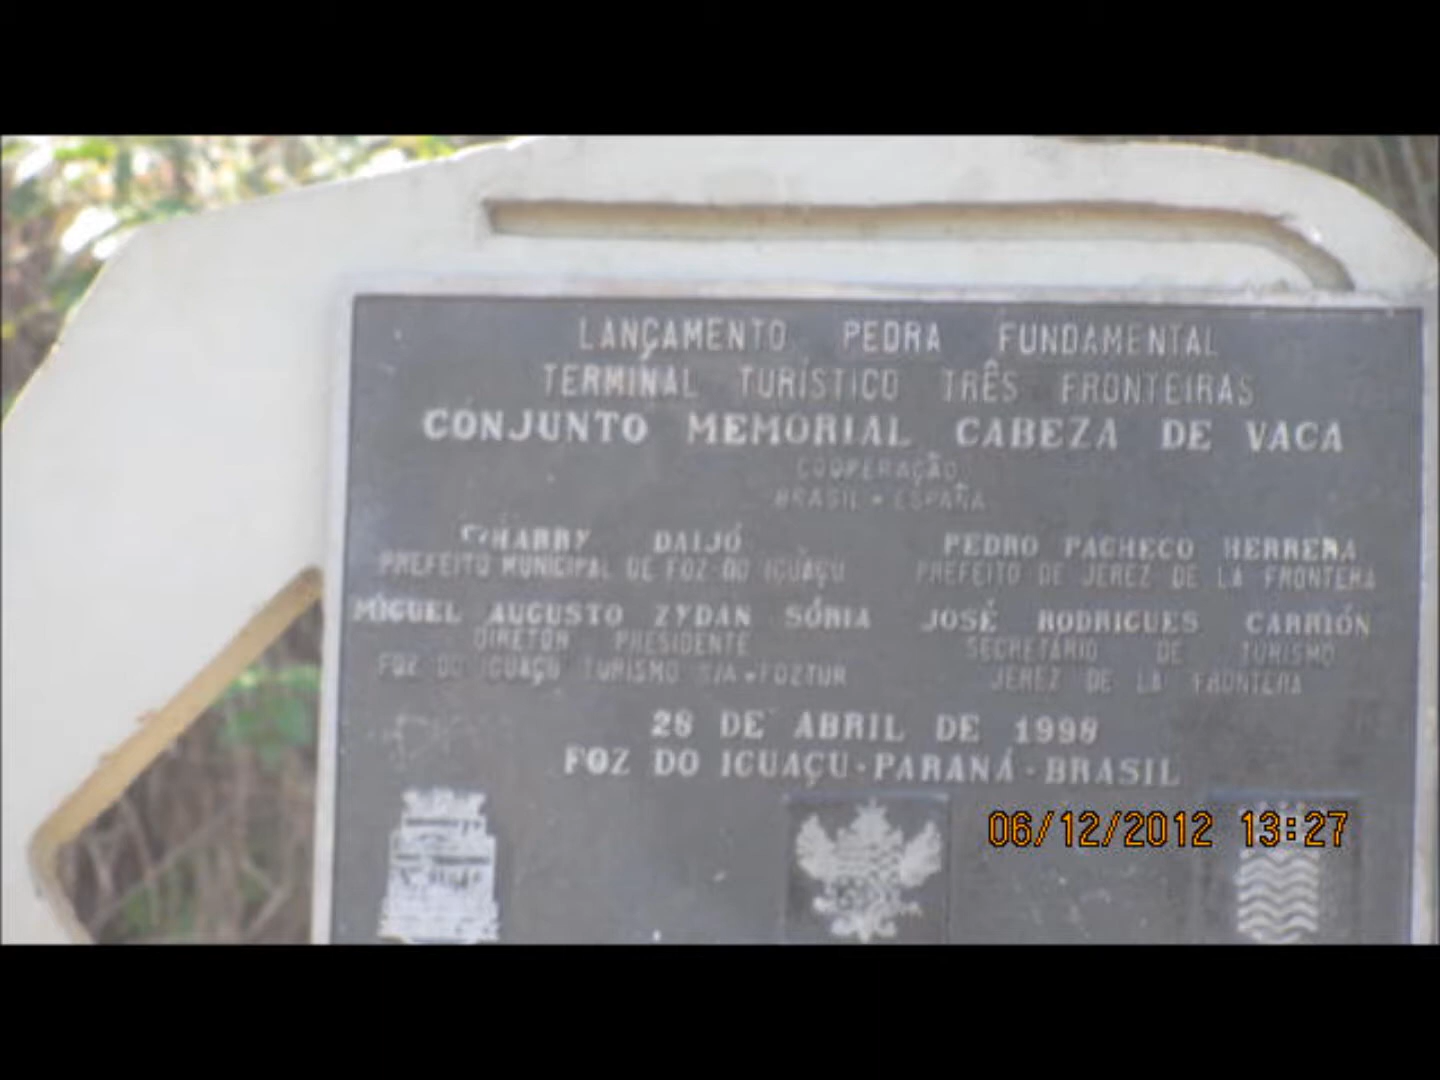 LANÇAMENTO PEDRA FUNDAMENTAL
TERMINAL TURÍSTICO TRÊS FRONTEIRAS
CONJUNTO MEMORIAL CABEZA DE VACA
COOPERAÇÃO
BRASIL - ESPAÑA
HARRY DAIJÓ
PREFEITO MUNICIPAL DE FOZ DO IGUAÇU
PEDRO PACHECO HERRERA
PREFEITO DE JEREZ DE LA FRONTERA
MIGUEL AUGUSTO ZYDAN SÓRIA
DIRETOR PRESIDENTE
FOZ DO IGUAÇU TURISMO S/A - FOZTUR
JOSÉ RODRIGUES CARRIÓN
SECRETÁRIO DE TURISMO
JEREZ DE LA FRONTERA
28 DE ABRIL DE 1998
FOZ DO IGUAÇU - PARANÁ - BRASIL
06/12/2012 13:27